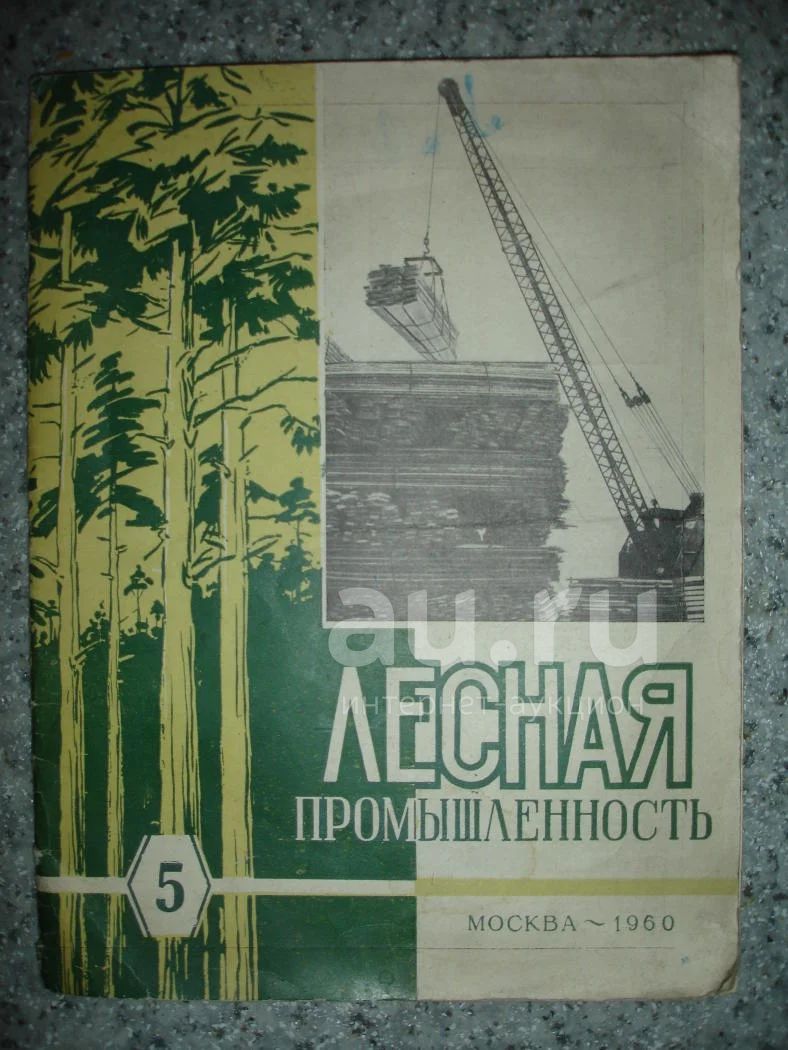 au.ru
интернет-аукцион
ЛЕСНАЯ
ПРОМЫШЛЕННОСТЬ
5
МОСКВА ~ 1960